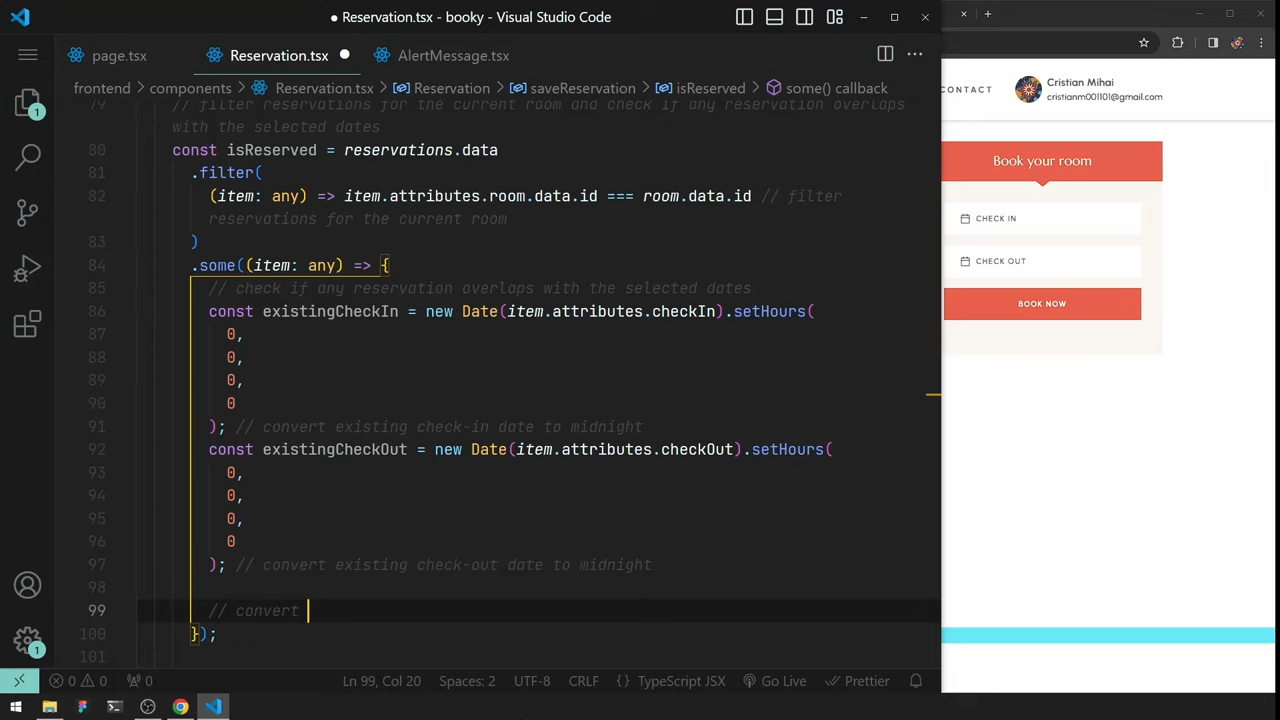 Reservation.tsx - booky - Visual Studio Code
page.tsx
Reservation.tsx
AlertMessage.tsx
frontend > components > Reservation.tsx > Reservation > saveReservation > isReserved > some() callback
79 // filter reservations for the current room and check if any reservation overlaps
with the selected dates
80 const isReserved = reservations.data
81 .filter(
82 (item: any) => item.attributes.room.data.id === room.data.id // filter
reservations for the current room
83 )
84 .some((item: any) => {
85 // check if any reservation overlaps with the selected dates
86 const existingCheckIn = new Date(item.attributes.checkIn).setHours(
87 0,
88 0,
89 0,
90 0
91 ); // convert existing check-in date to midnight
92 const existingCheckOut = new Date(item.attributes.checkOut).setHours(
93 0,
94 0,
95 0,
96 0
97 ); // convert existing check-out date to midnight
98
99 // convert
100 });
101
1
1
0 0 0
Ln 99, Col 20
Spaces: 2
UTF-8
CRLF
{} TypeScript JSX
Go Live
Prettier
CONTACT
Cristian Mihai
cristianm001101@gmail.com
Book your room
CHECK IN
CHECK OUT
BOOK NOW